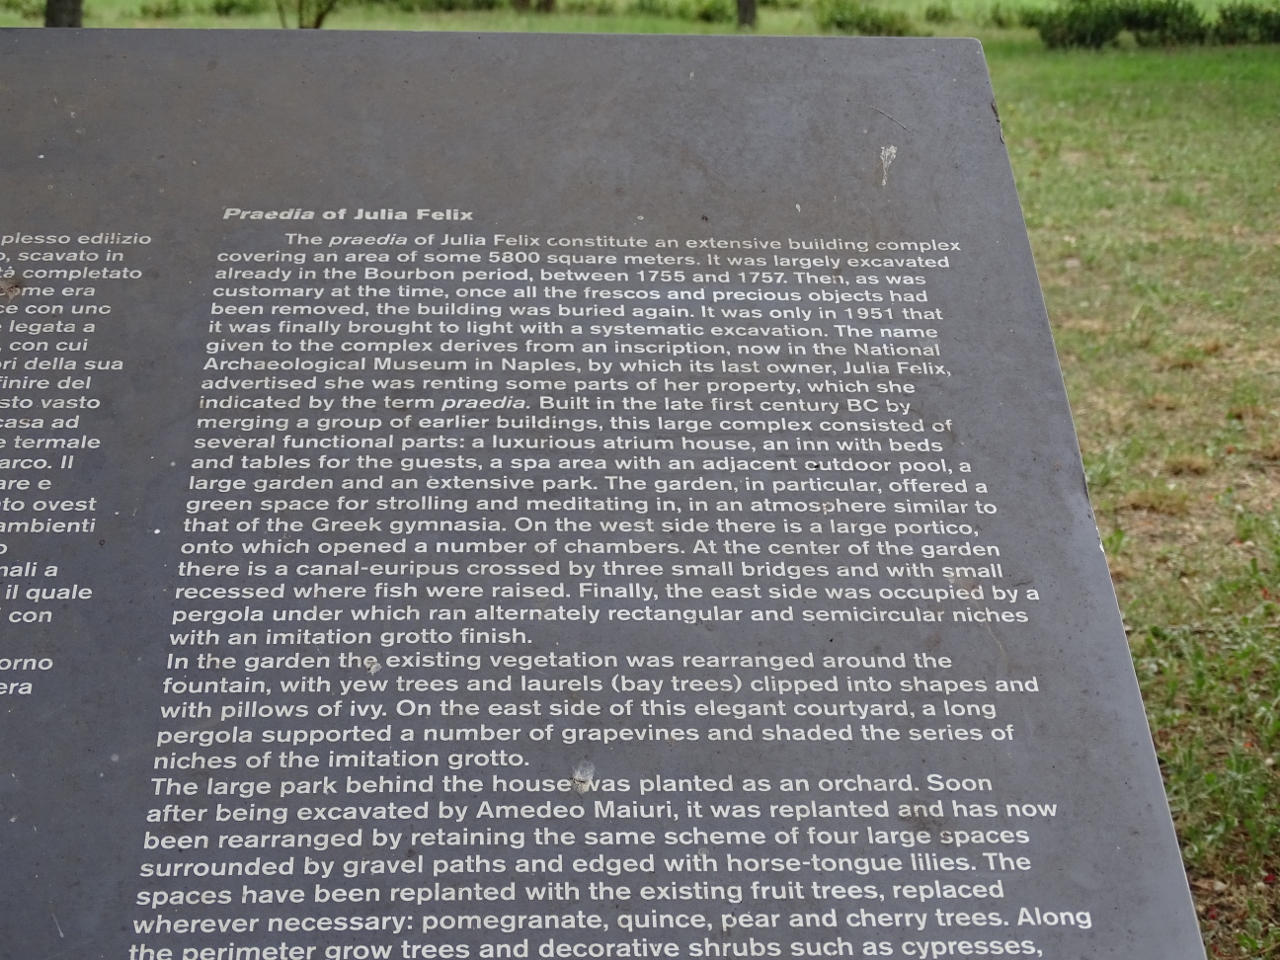 plesso edilizio
o, scavato in
tà completato
ome era
ce con unc
e legata a
, con cui
ori della sua
finire del
sto vasto
casa ad
e termale
arco. Il
are e
nto ovest
ambienti
o
nali a
il quale
con
orno
era
Praedia of Julia Felix
The praedia of Julia Felix constitute an extensive building complex
covering an area of some 5800 square meters. It was largely excavated
already in the Bourbon period, between 1755 and 1757. Then, as was
customary at the time, once all the frescos and precious objects had
been removed, the building was buried again. It was only in 1951 that
it was finally brought to light with a systematic excavation. The name
given to the complex derives from an inscription, now in the National
Archaeological Museum in Naples, by which its last owner, Julia Felix,
advertised she was renting some parts of her property, which she
indicated by the term praedia. Built in the late first century BC by
merging a group of earlier buildings, this large complex consisted of
several functional parts: a luxurious atrium house, an inn with beds
and tables for the guests, a spa area with an adjacent outdoor pool, a
large garden and an extensive park. The garden, in particular, offered a
green space for strolling and meditating in, in an atmosphere similar to
that of the Greek gymnasia. On the west side there is a large portico,
onto which opened a number of chambers. At the center of the garden
there is a canal-euripus crossed by three small bridges and with small
recessed where fish were raised. Finally, the east side was occupied by a
pergola under which ran alternately rectangular and semicircular niches
with an imitation grotto finish.
In the garden the existing vegetation was rearranged around the
fountain, with yew trees and laurels (bay trees) clipped into shapes and
with pillows of ivy. On the east side of this elegant courtyard, a long
pergola supported a number of grapevines and shaded the series of
niches of the imitation grotto.
The large park behind the house was planted as an orchard. Soon
after being excavated by Amedeo Maiuri, it was replanted and has now
been rearranged by retaining the same scheme of four large spaces
surrounded by gravel paths and edged with horse-tongue lilies. The
spaces have been replanted with the existing fruit trees, replaced
wherever necessary: pomegranate, quince, pear and cherry trees. Along
the perimeter grow trees and decorative shrubs such as cypresses,